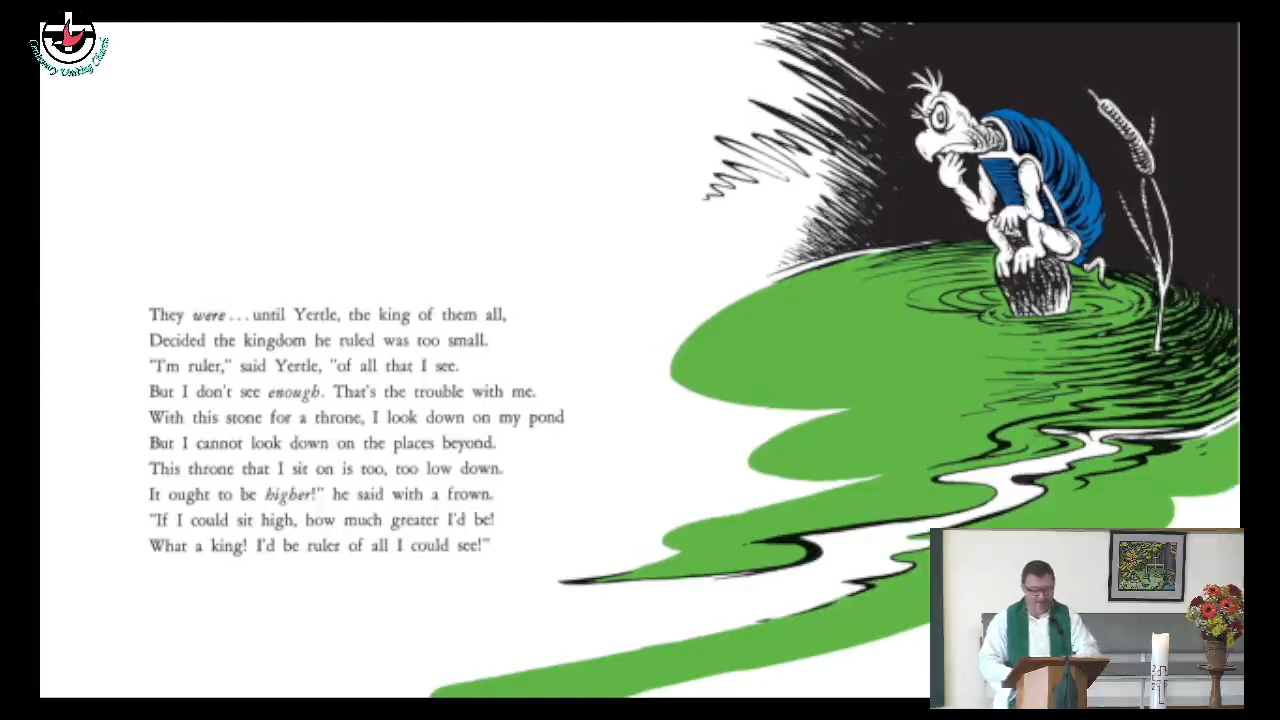 Centenary Uniting Church
They were...until Yertle, the king of them all,
Decided the kingdom he ruled was too small.
"I'm ruler," said Yertle, "of all that I see.
But I don't see enough. That's the trouble with me.
With this stone for a throne, I look down on my pond
But I cannot look down on the places beyond.
This throne that I sit on is too, too low down.
It ought to be higher!" he said with a frown.
"If I could sit high, how much greater I'd be!
What a king! I'd be ruler of all I could see!"